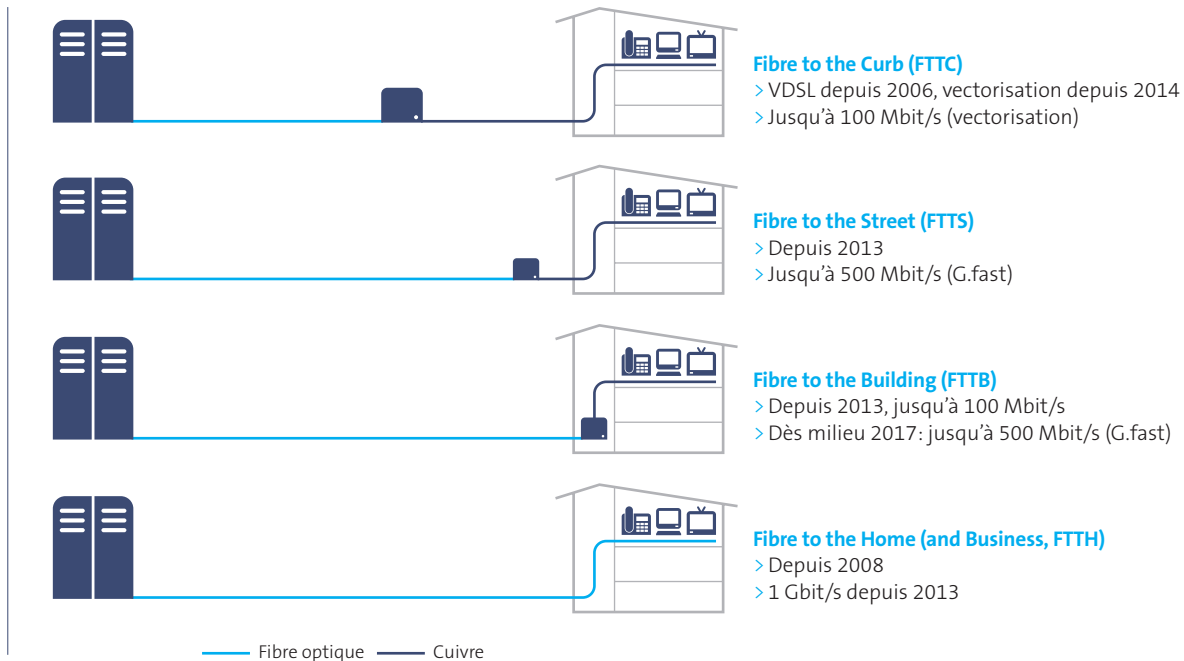 Fibre to the Curb (FTTC)
> VDSL depuis 2006, vectorisation depuis 2014
> Jusqu'à 100 Mbit/s (vectorisation)
Fibre to the Street (FTTS)
> Depuis 2013
> Jusqu'à 500 Mbit/s (G.fast)
Fibre to the Building (FTTB)
> Depuis 2013, jusqu'à 100 Mbit/s
> Dès milieu 2017: jusqu'à 500 Mbit/s (G.fast)
Fibre to the Home (and Business, FTTH)
> Depuis 2008
> 1 Gbit/s depuis 2013
Fibre optique Cuivre